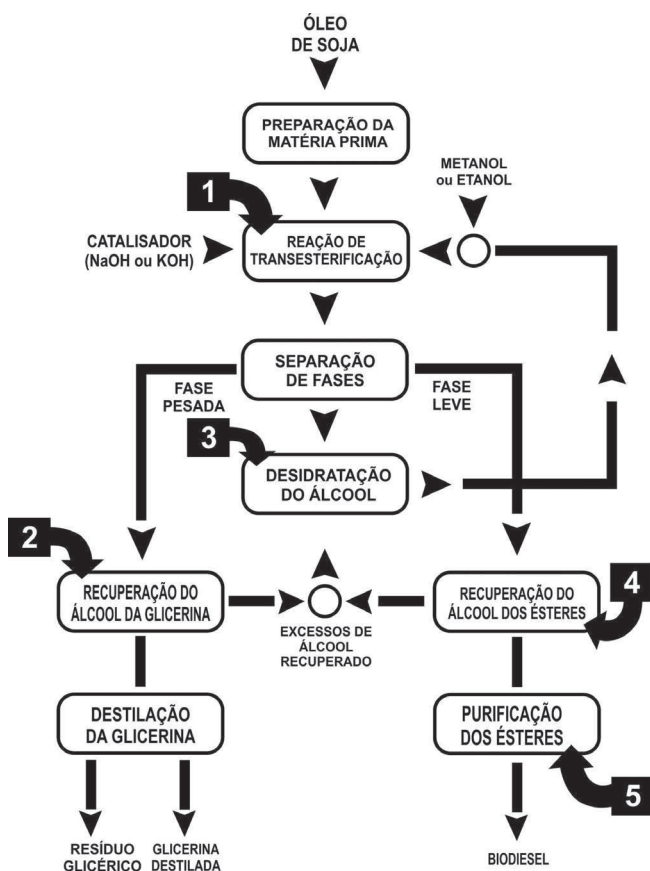 ÓLEO
DE SOJA
PREPARAÇÃO DA
MATÉRIA PRIMA
METANOL
ou ETANOL
1
CATALISADOR
(NaOH ou KOH)
REAÇÃO DE
TRANSESTERIFICAÇÃO
SEPARAÇÃO
DE FASES
FASE
PESADA
FASE
LEVE
3
DESIDRATAÇÃO
DO ÁLCOOL
2
RECUPERAÇÃO DO
ÁLCOOL DA GLICERINA
EXCESSOS DE
ÁLCOOL
RECUPERADO
RECUPERAÇÃO DO
ÁLCOOL DOS ÉSTERES
4
DESTILAÇÃO
DA GLICERINA
PURIFICAÇÃO
DOS ÉSTERES
5
RESÍDUO
GLICÉRICO
GLICERINA
DESTILADA
BIODIESEL